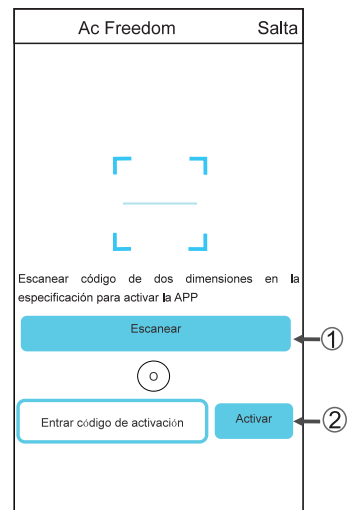 Ac Freedom Salta
Escanear código de dos dimensiones en la
especificación para activar la APP
Escanear
①
O
Entrar código de activación
Activar
②